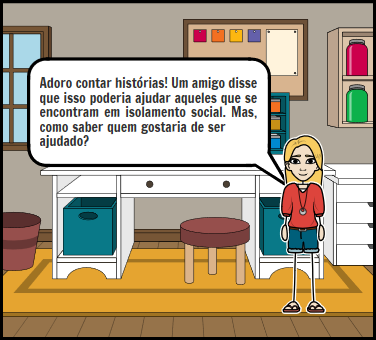 Adoro contar histórias! Um amigo disse
que isso poderia ajudar aqueles que se
encontram em isolamento social. Mas,
como saber quem gostaria de ser
ajudado?